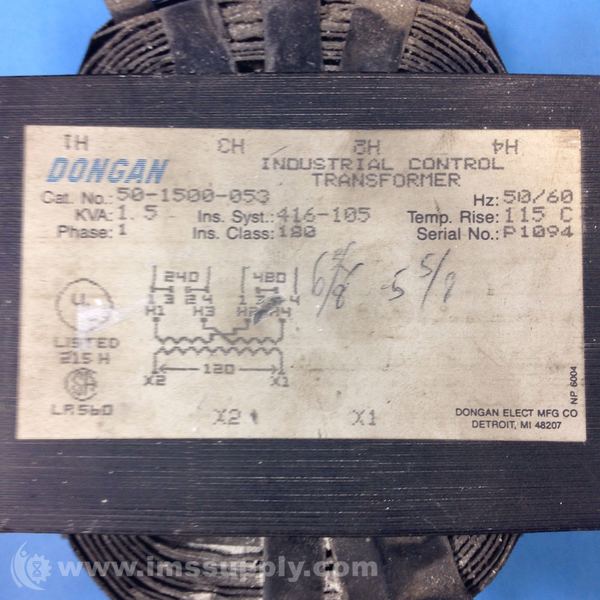 H1 H3 H2 H4
DONGAN INDUSTRIAL CONTROL
TRANSFORMER
Cat. No.: 50-1500-053 Hz: 50/60
KVA: 1.5 Ins. Syst.: 416-105 Temp. Rise: 115 C
Phase: 1 Ins. Class: 180 Serial No.: P1094
240 480
1 3 2 4 1 3 4
H1 H3 H2 H4
LISTED
215 H
120
X2 X1
LR 560
X2 X1
NP 6004
DONGAN ELECT MFG CO
DETROIT, MI 48207
www.imssupply.com